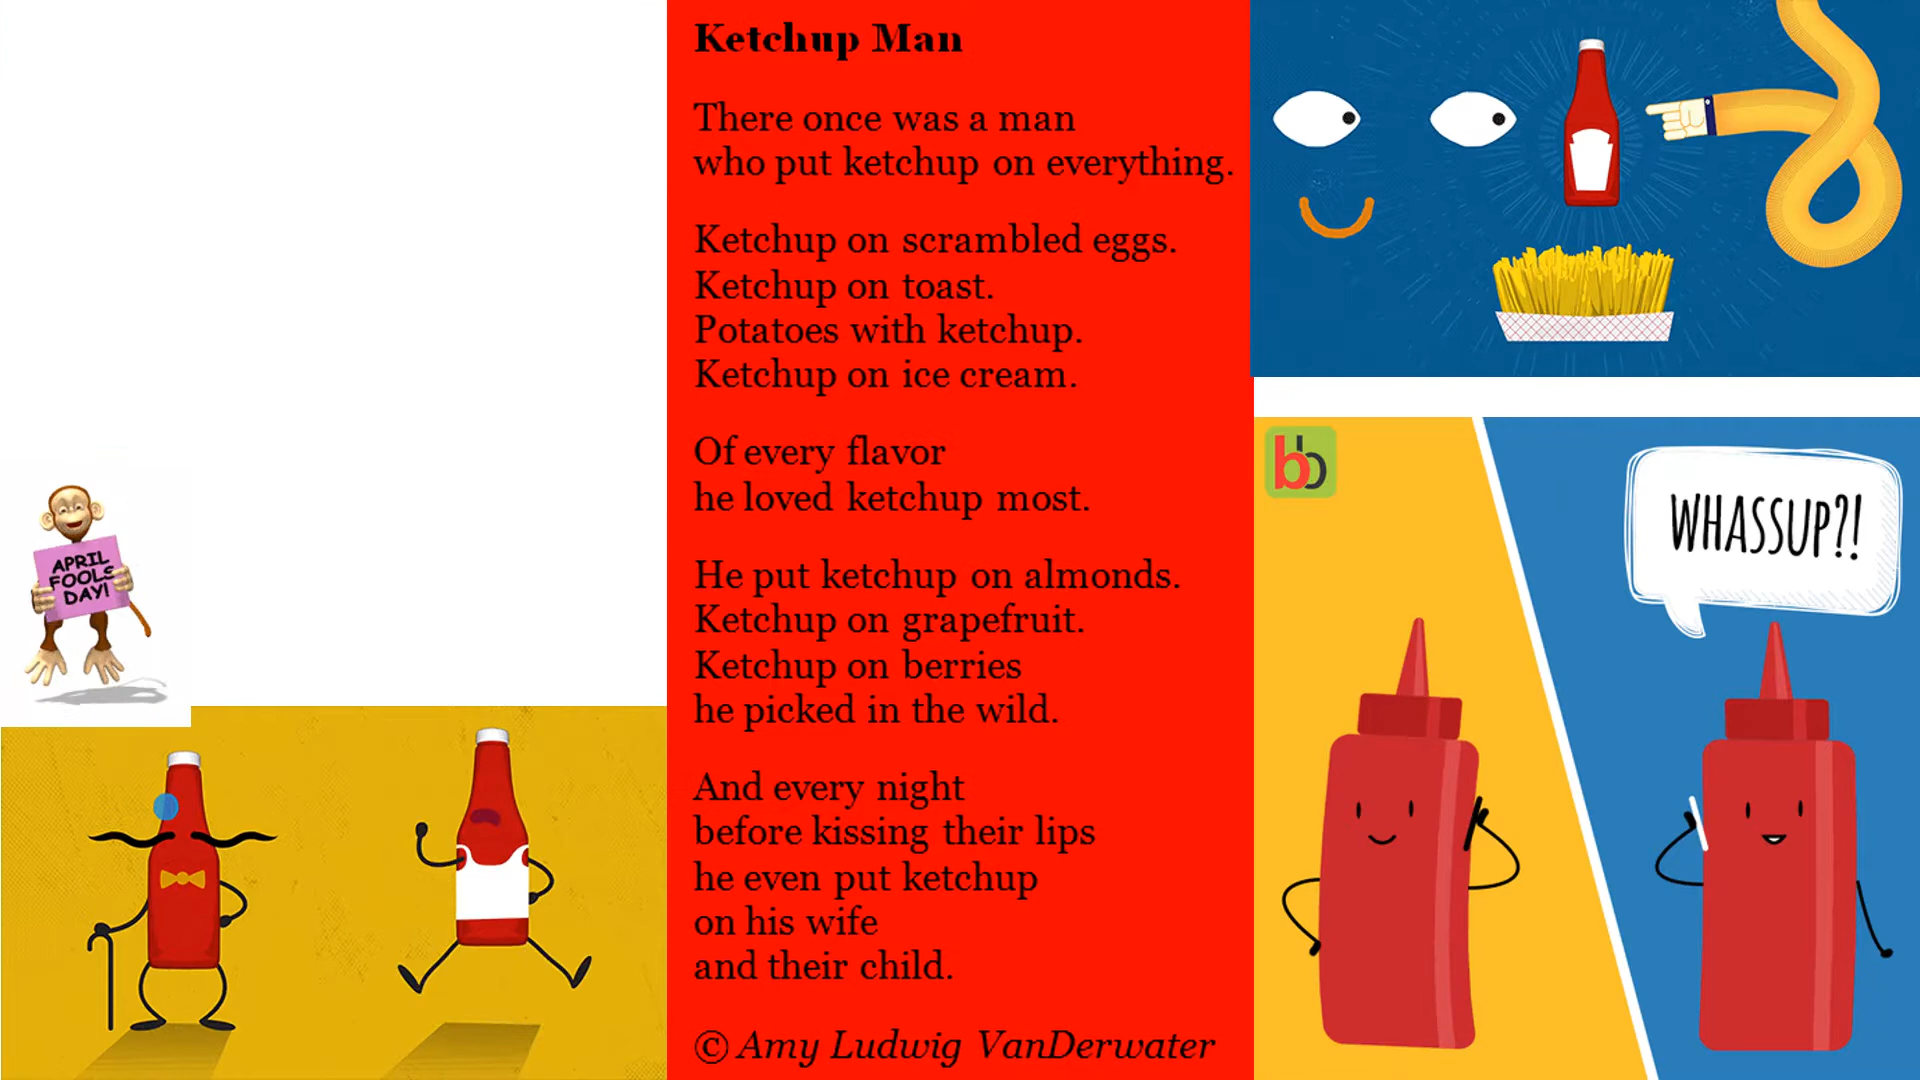 Ketchup Man
There once was a man
who put ketchup on everything.
Ketchup on scrambled eggs.
Ketchup on toast.
Potatoes with ketchup.
Ketchup on ice cream.
Of every flavor
he loved ketchup most.
He put ketchup on almonds.
Ketchup on grapefruit.
Ketchup on berries
he picked in the wild.
And every night
before kissing their lips
he even put ketchup
on his wife
and their child.
© Amy Ludwig VanDerwater
APRIL
FOOLS
DAY!
bb
WHASSUP?!